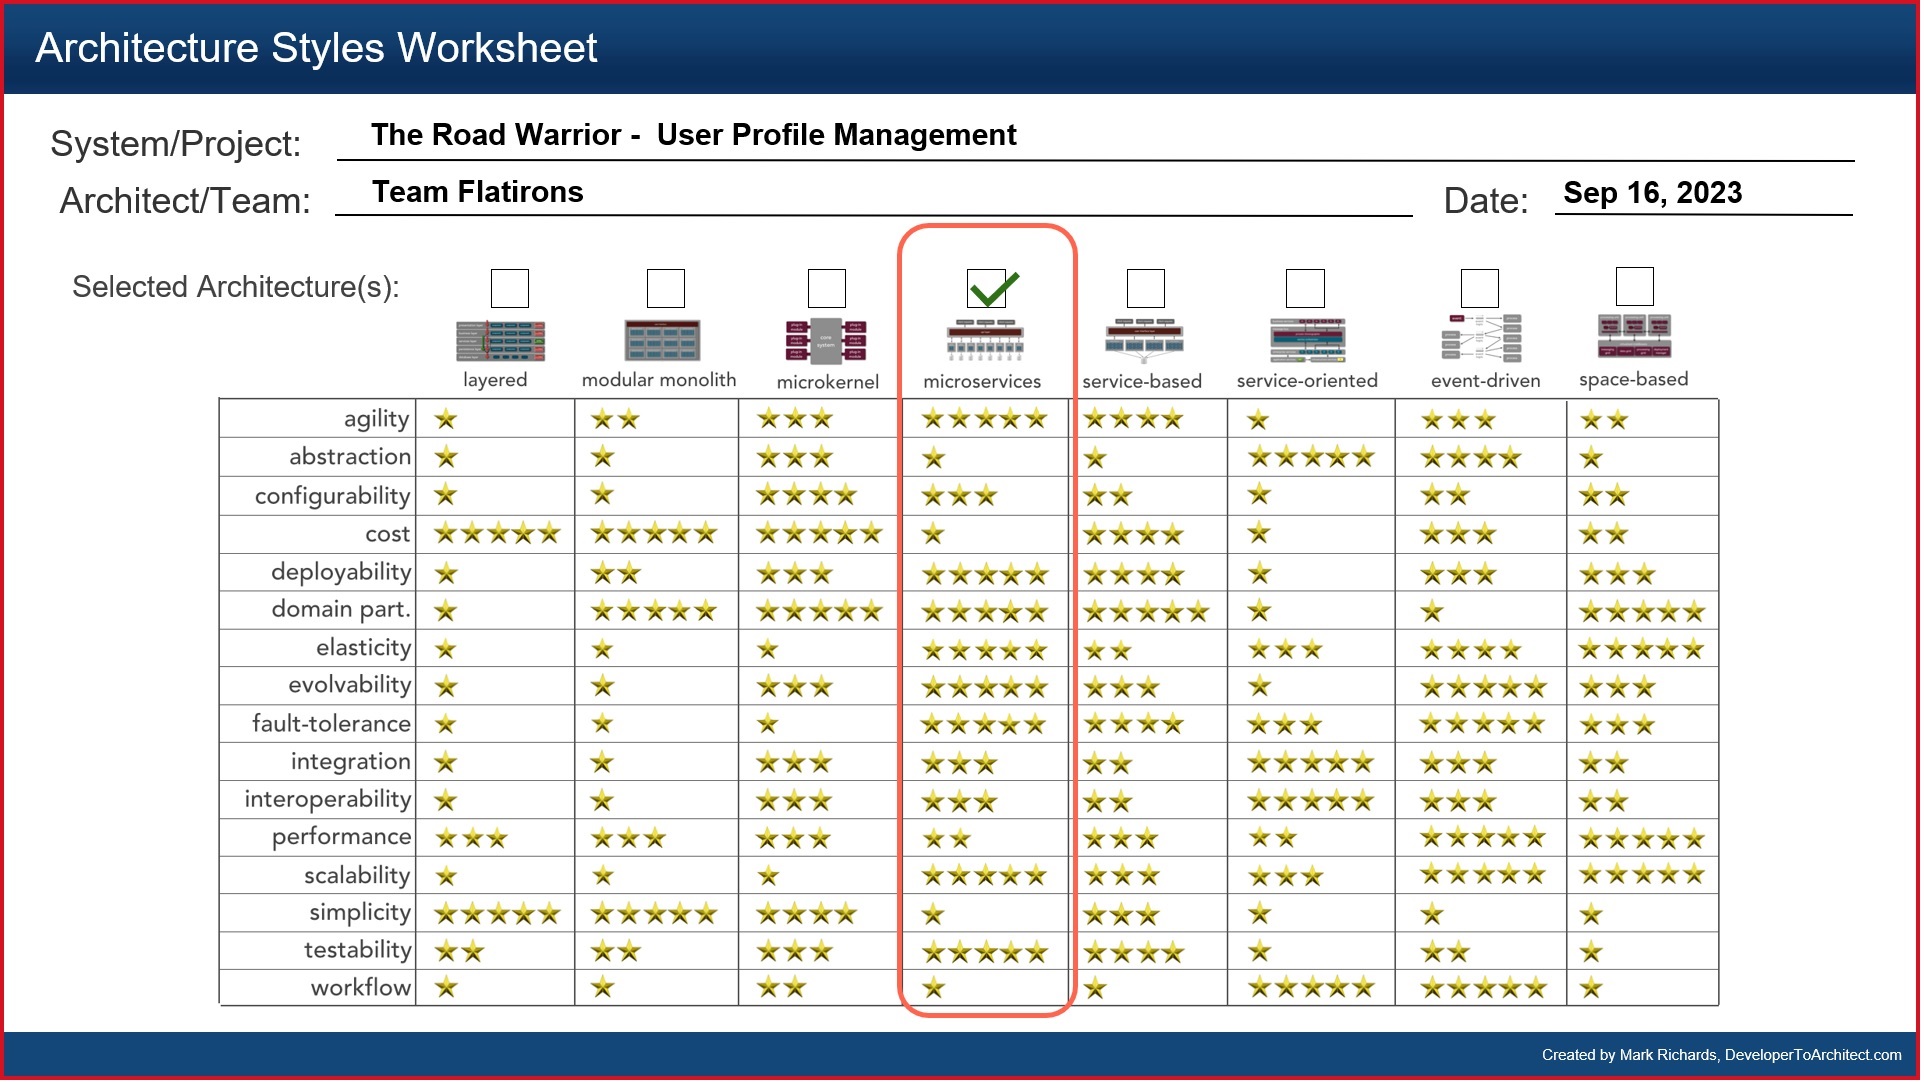 Architecture Styles Worksheet
System/Project: The Road Warrior - User Profile Management
Architect/Team: Team Flatirons Date: Sep 16, 2023
Selected Architecture(s):
core
system
layered modular monolith microkernel microservices service-based service-oriented event-driven space-based
agility
abstraction
configurability
cost
deployability
domain part.
elasticity
evolvability
fault-tolerance
integration
interoperability
performance
scalability
simplicity
testability
workflow
Created by Mark Richards, DeveloperToArchitect.com